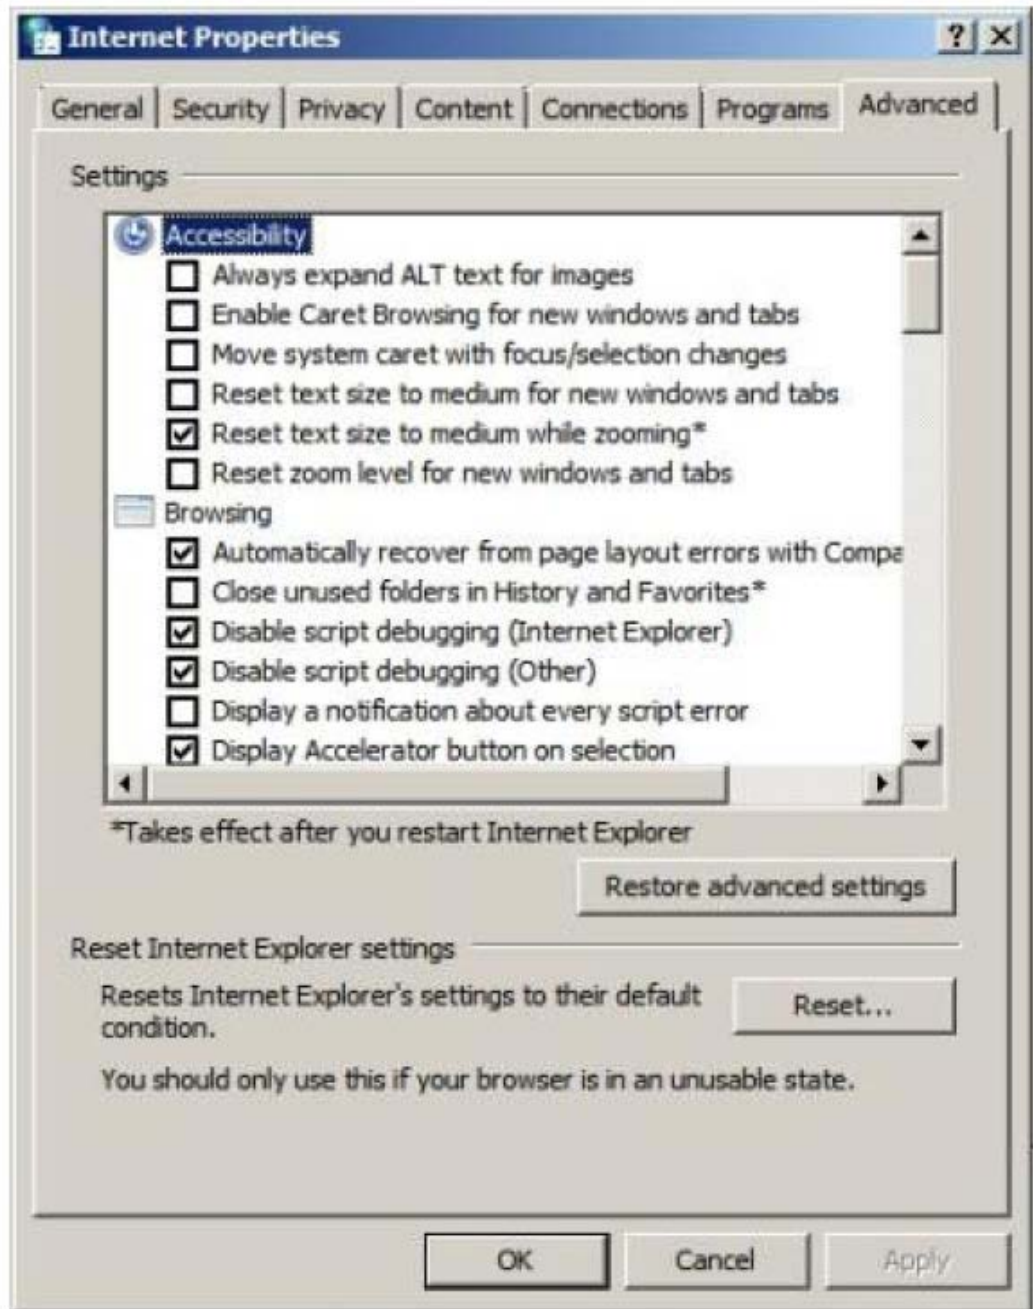 Internet Properties
General Security Privacy Content Connections Programs Advanced
Settings
Accessibility
Always expand ALT text for images
Enable Caret Browsing for new windows and tabs
Move system caret with focus/selection changes
Reset text size to medium for new windows and tabs
Reset text size to medium while zooming*
Reset zoom level for new windows and tabs
Browsing
Automatically recover from page layout errors with Compa
Close unused folders in History and Favorites*
Disable script debugging (Internet Explorer)
Disable script debugging (Other)
Display a notification about every script error
Display Accelerator button on selection
*Takes effect after you restart Internet Explorer
Restore advanced settings
Reset Internet Explorer settings
Resets Internet Explorer's settings to their default
condition.
Reset...
You should only use this if your browser is in an unusable state.
OK Cancel Apply